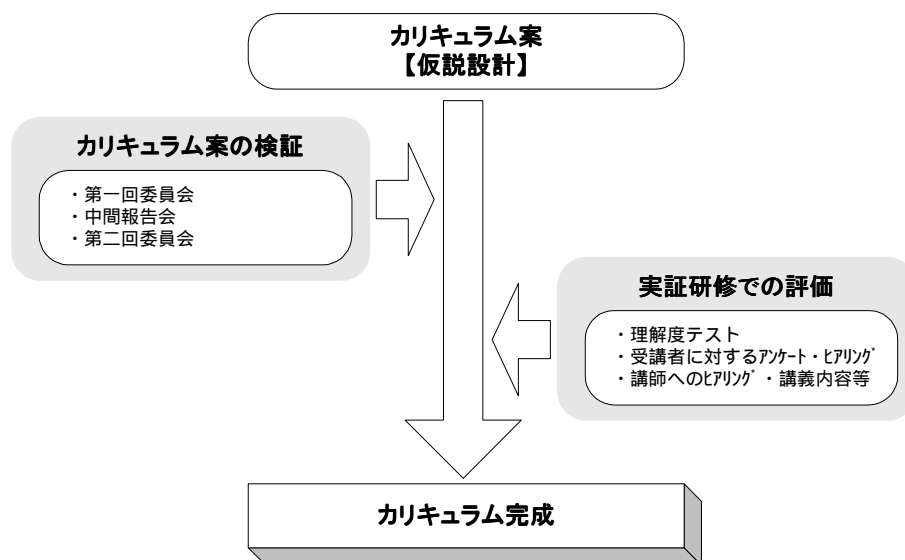 カリキュラム案
【仮説設計】
カリキュラム案の検証
・第一回委員会
・中間報告会
・第二回委員会
実証研修での評価
・理解度テスト
・受講者に対するｱﾝｹｰﾄ・ﾋｱﾘﾝｸﾞ
・講師へのﾋｱﾘﾝｸﾞ・講義内容等
カリキュラム完成